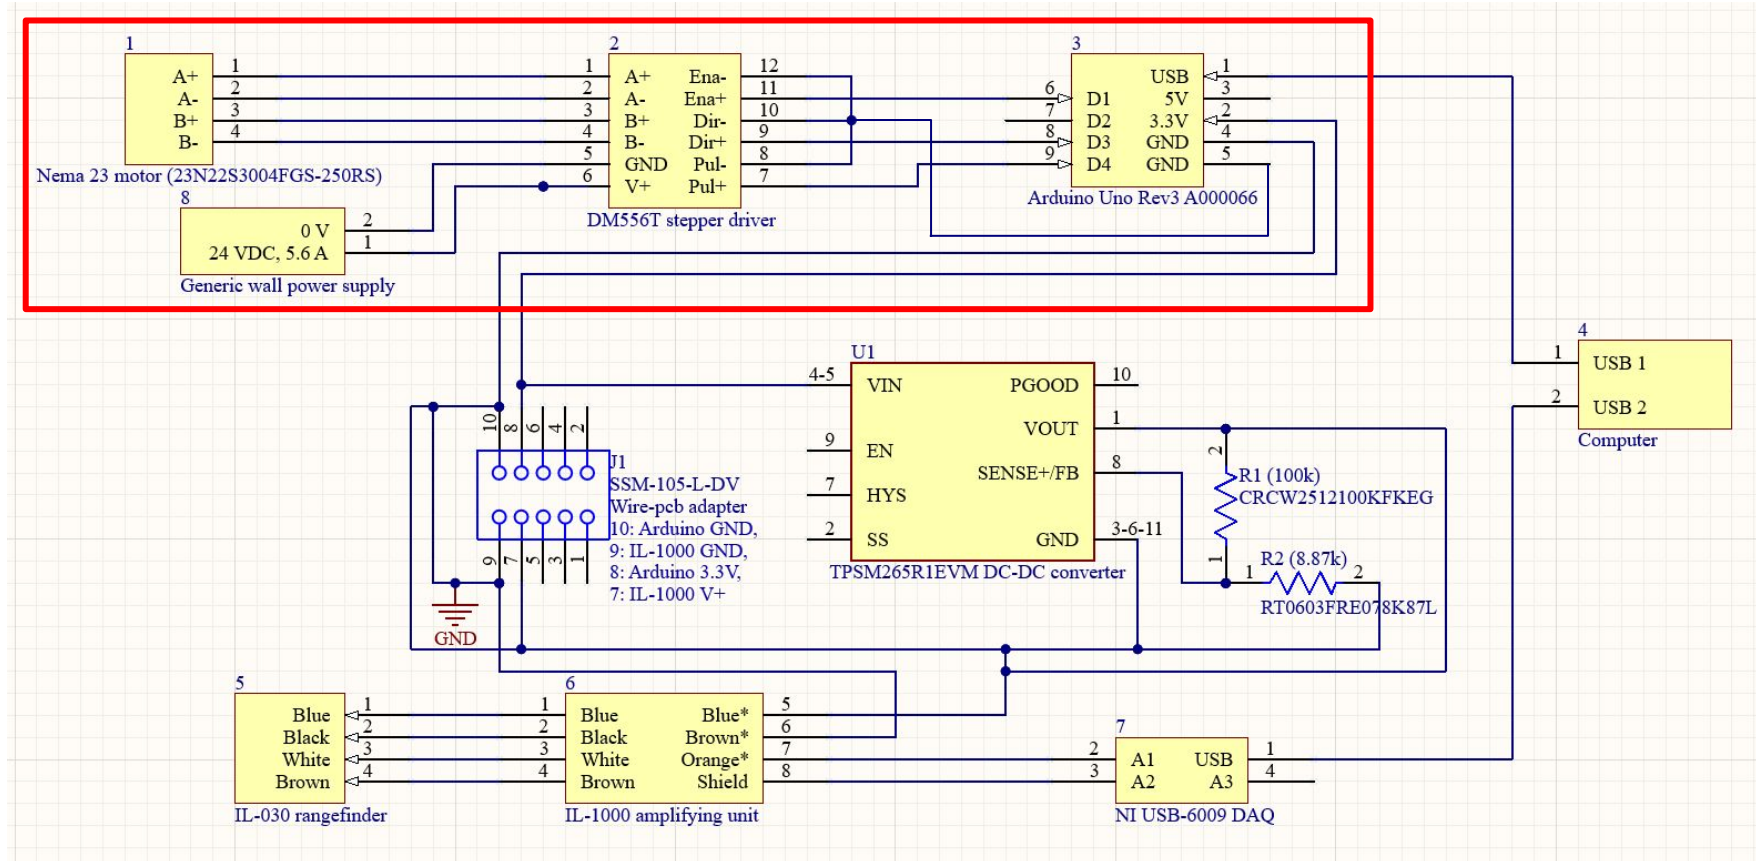 1
A+ 1
A- 2
B+ 3
B- 4
Nema 23 motor (23N22S3004FGS-250RS)
8
0 V 2
24 VDC, 5.6 A 1
Generic wall power supply
2
1 A+ Ena- 12
2 A- Ena+ 11
3 B+ Dir- 10
4 B- Dir+ 9
5 GND Pul- 8
6 V+ Pul+ 7
DM556T stepper driver
3
USB 1
6 D1 5V 3
7 D2 3.3V 2
8 D3 GND 4
9 D4 GND 5
Arduino Uno Rev3 A000066
4
1 USB 1
2 USB 2
Computer
U1
4-5 VIN PGOOD 10
VOUT 1
9 EN
SENSE+/FB 8
7 HYS
2 SS GND 3-6-11
TPSM265R1EVM DC-DC converter
2
R1 (100k)
CRCW2512100KFKEG
1
R2 (8.87k)
1 2
RT0603FRE078K87L
10 8 6 4 2
J1
SSM-105-L-DV
Wire-pcb adapter
10: Arduino GND,
9: IL-1000 GND,
8: Arduino 3.3V,
7: IL-1000 V+
9 7 5 3 1
GND
5
Blue 1
Black 2
White 3
Brown 4
IL-030 rangefinder
6
1 Blue Blue* 5
2 Black Brown* 6
3 White Orange* 7
4 Brown Shield 8
IL-1000 amplifying unit
7
2 A1 USB 1
3 A2 A3 4
NI USB-6009 DAQ